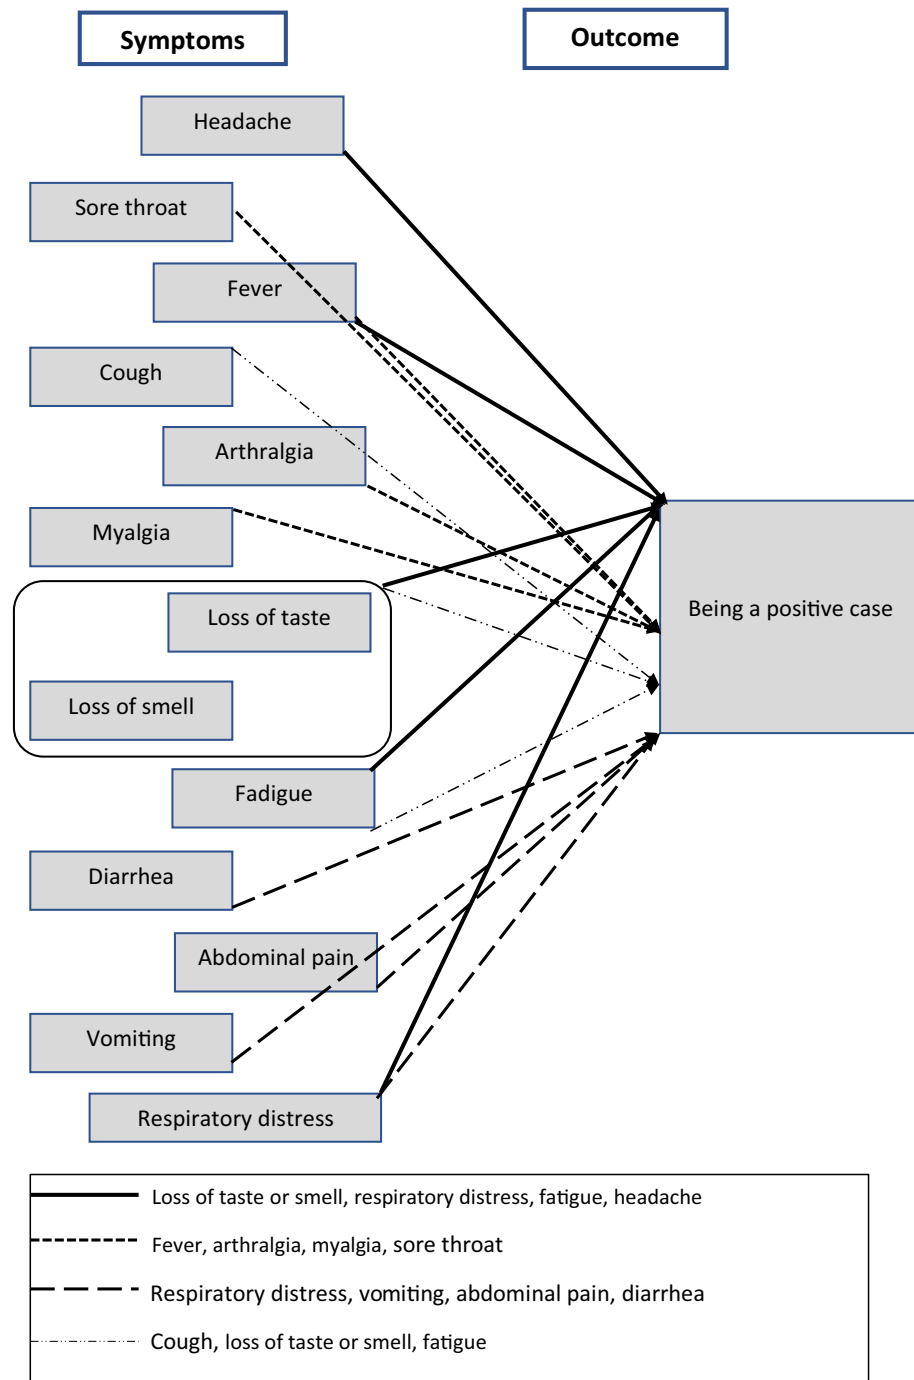 Symptoms
Outcome
Headache
Sore throat
Fever
Cough
Arthralgia
Myalgia
Loss of taste
Being a positive case
Loss of smell
Fadigue
Diarrhea
Abdominal pain
Vomiting
Respiratory distress
Loss of taste or smell, respiratory distress, fatigue, headache
Fever, arthralgia, myalgia, sore throat
Respiratory distress, vomiting, abdominal pain, diarrhea
Cough, loss of taste or smell, fatigue